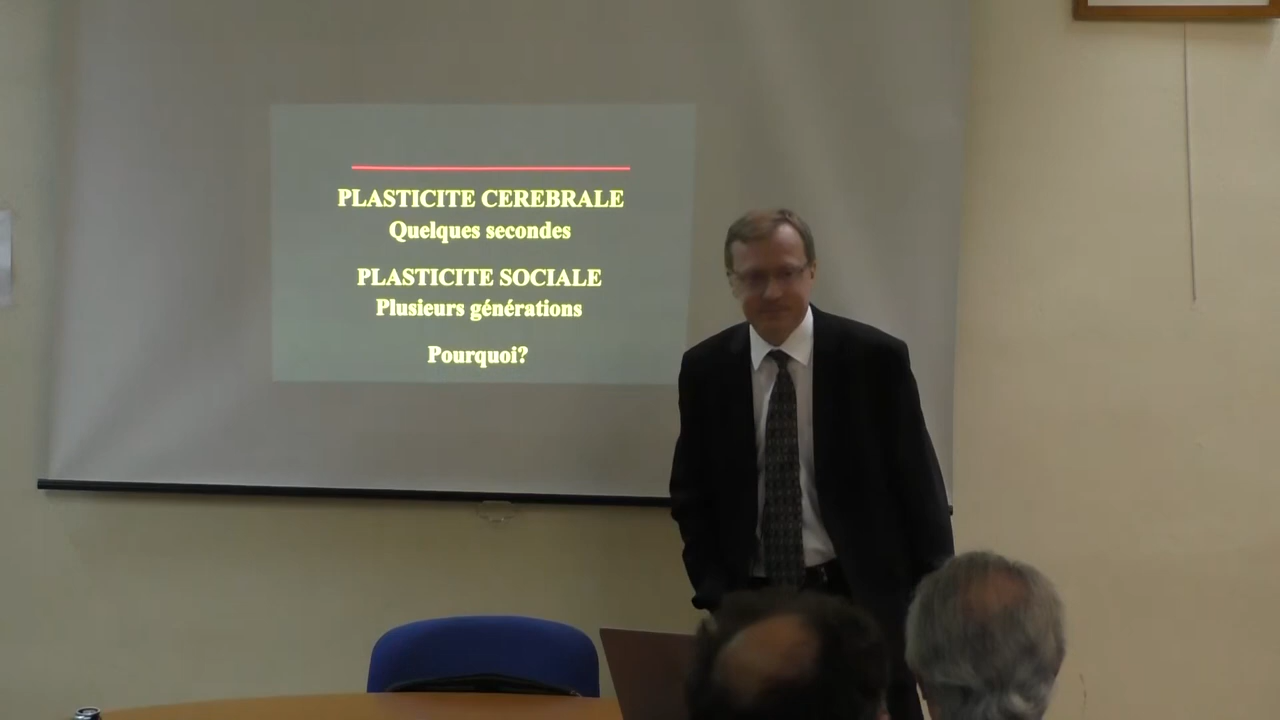 PLASTICITE CEREBRALE
Quelques secondes
PLASTICITE SOCIALE
Plusieurs générations
Pourquoi?